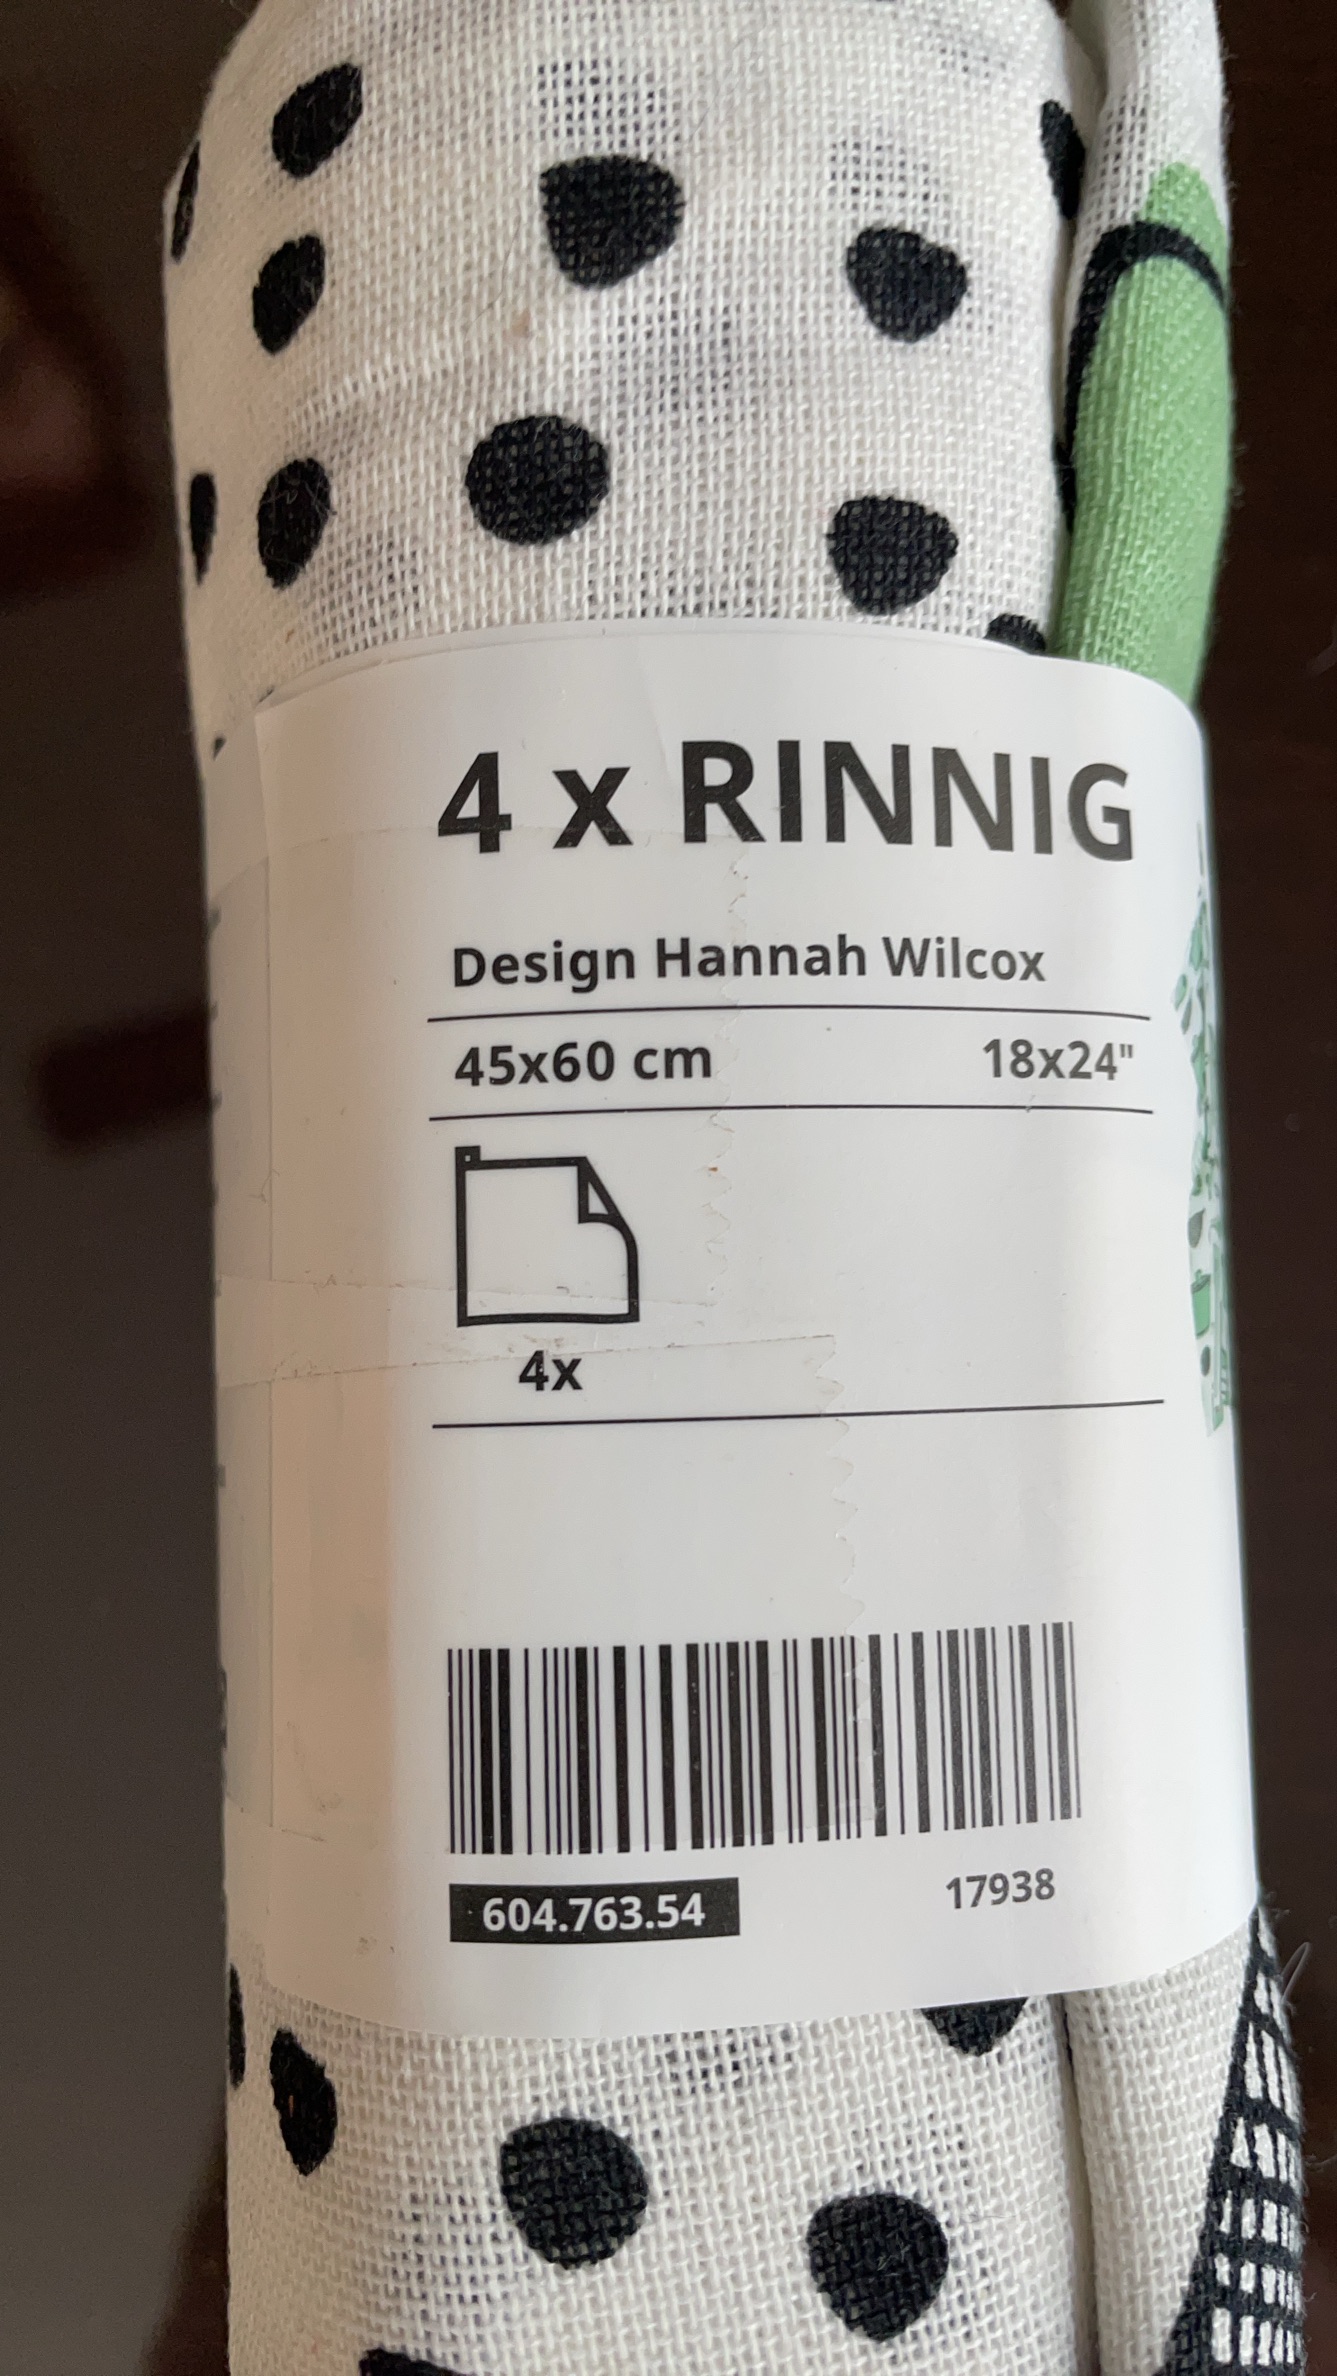 4 x RINNIG
Design Hannah Wilcox
45x60 cm 18x24"
4x
604.763.54 17938